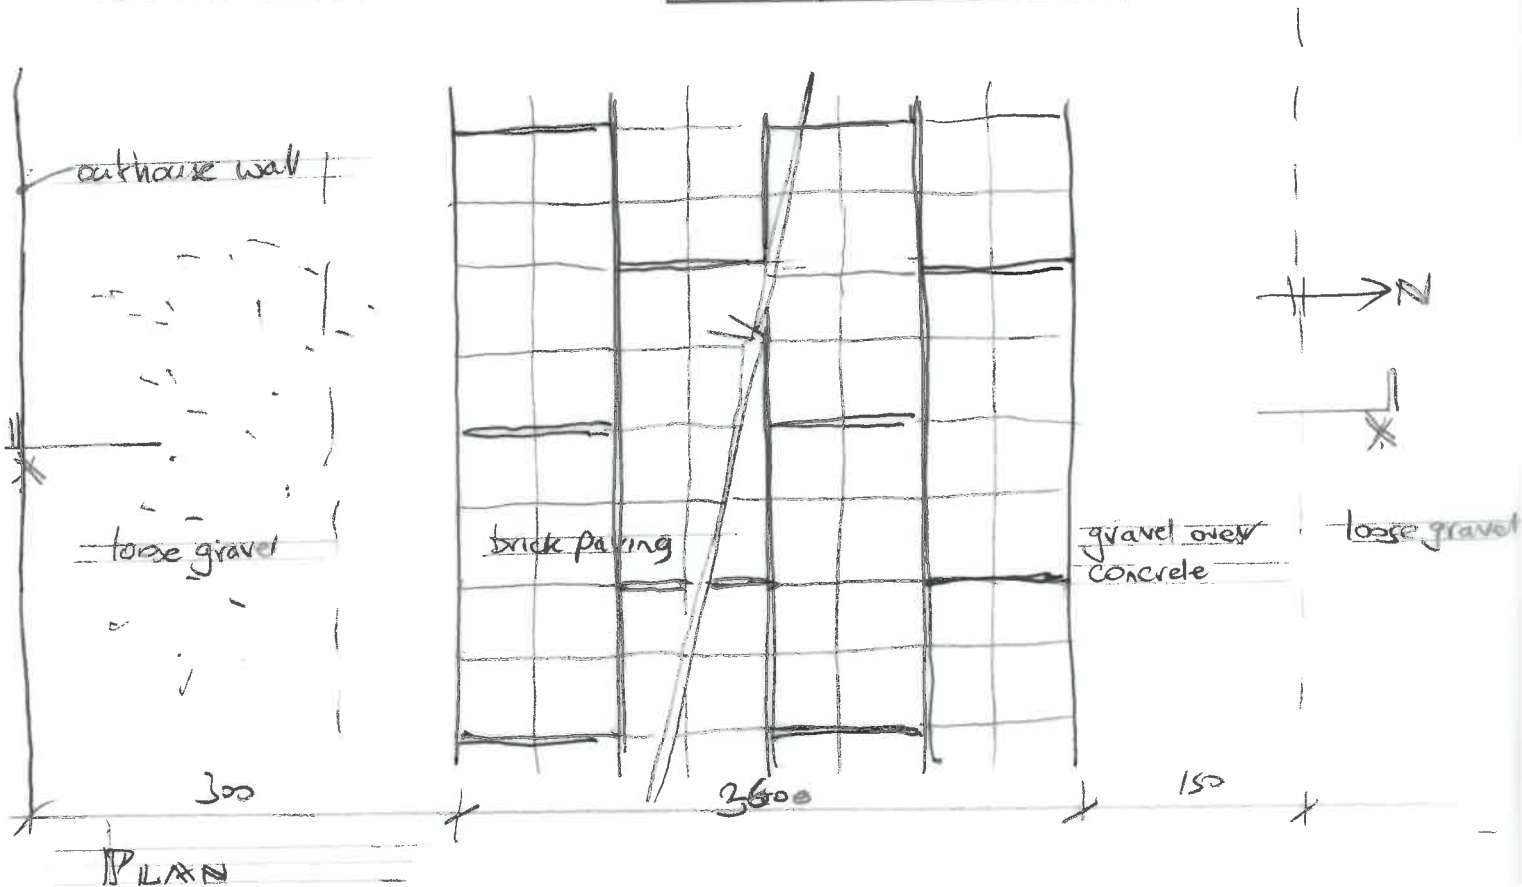 outhouse wall
N
X
X
loose gravel
brick paving
gravel over
concrete
loose gravel
300
3600
150
PLAN